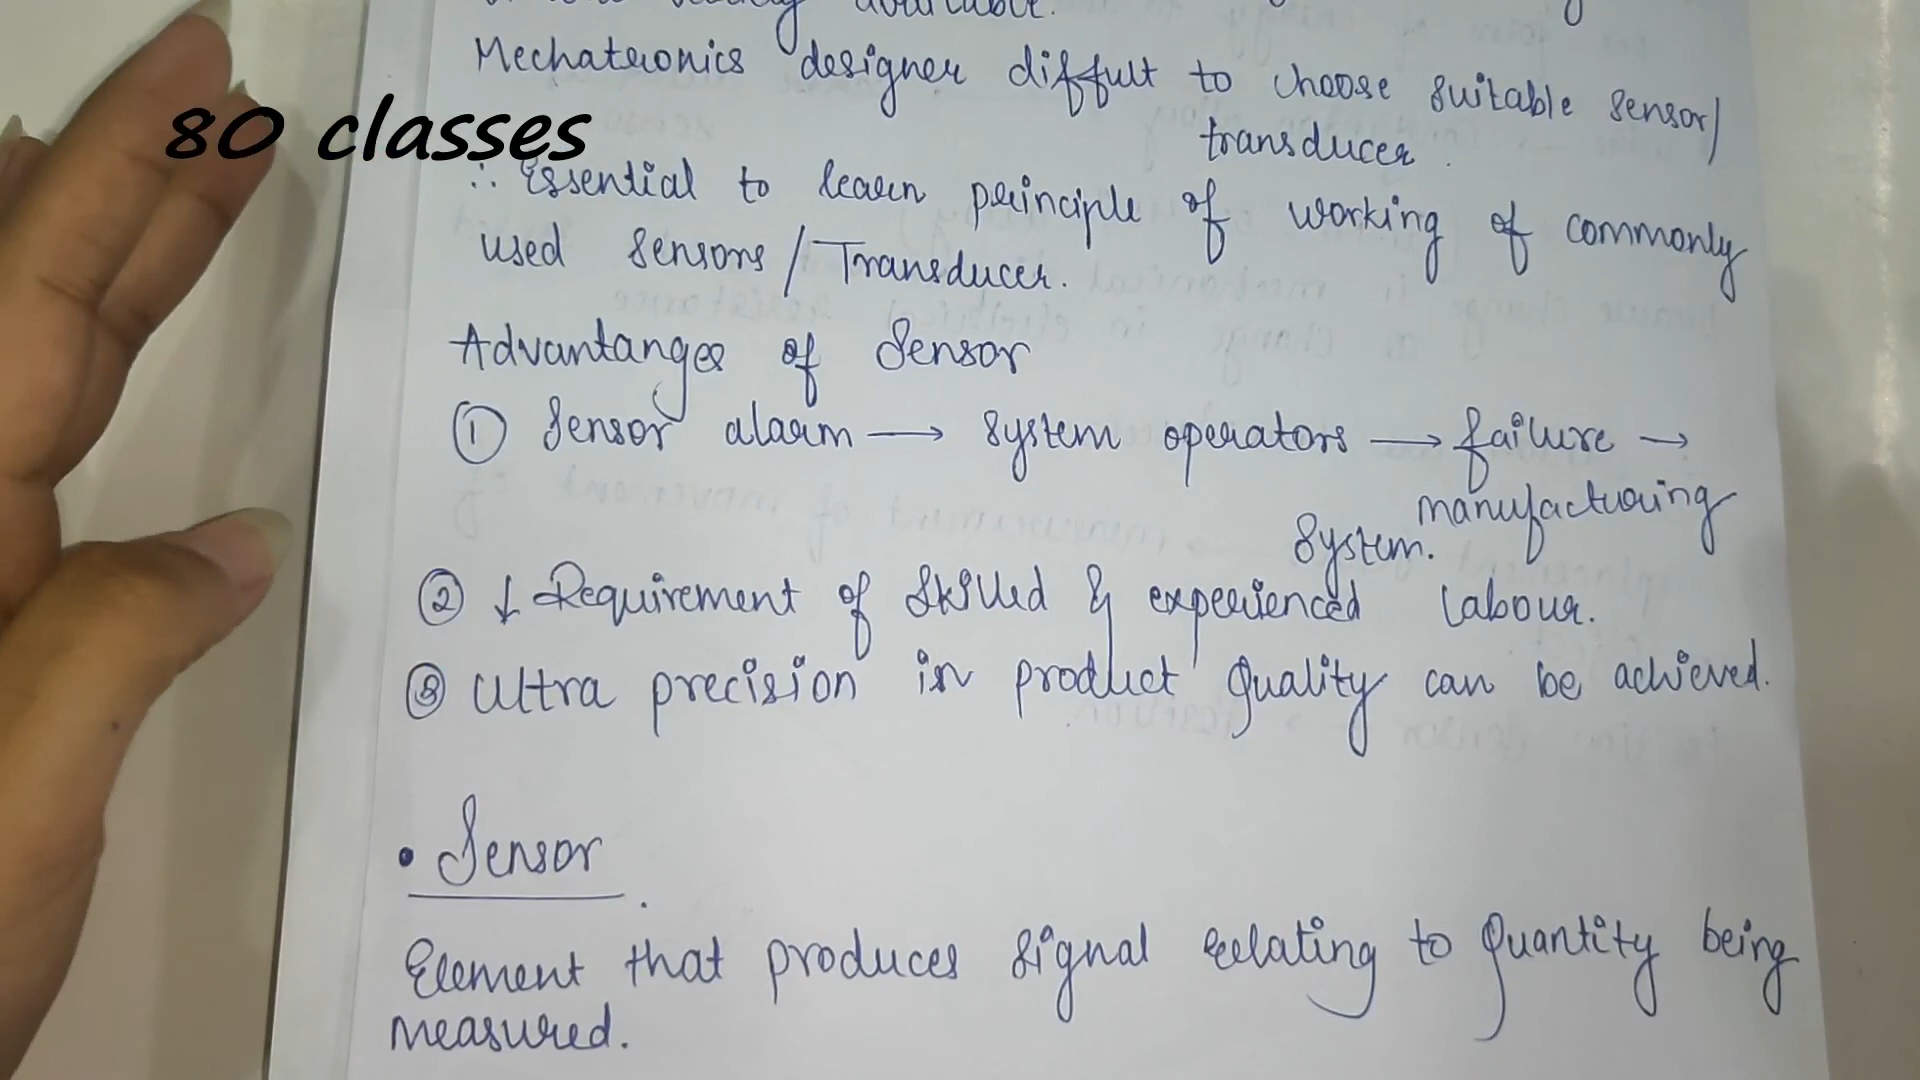 available.
Mechatronics designer diffult to choose suitable sensor/
transducer.
80 classes
∴ Essential to learn principle of working of commonly
used sensors / Transducer.
Advantanges of Sensor
① Sensor alarm → system operators → failure →
manufacturing
System.
② ↓ Requirement of skilled & experienced labour.
③ Ultra precision in product quality can be achieved.
• Sensor
Element that produces signal relating to quantity being
measured.